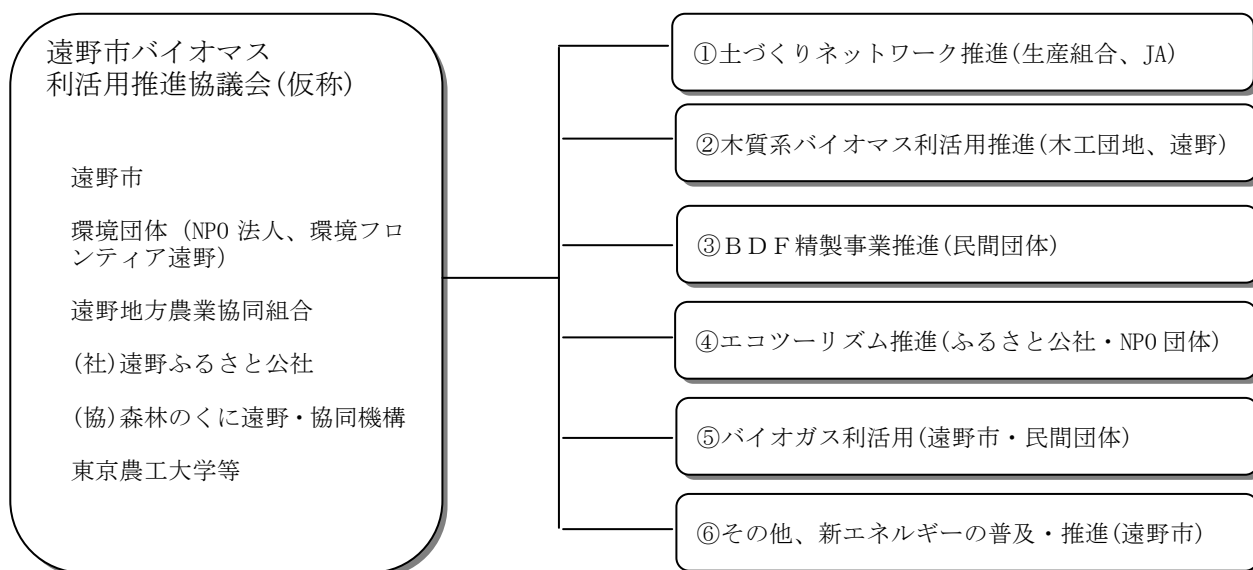 遠野市バイオマス
利活用推進協議会(仮称)
遠野市
環境団体（NPO 法人、環境フロ
ンティア遠野）
遠野地方農業協同組合
(社)遠野ふるさと公社
(協)森林のくに遠野・協同機構
東京農工大学等
①土づくりネットワーク推進(生産組合、JA)
②木質系バイオマス利活用推進(木工団地、遠野)
③ＢＤＦ精製事業推進(民間団体)
④エコツーリズム推進(ふるさと公社・NPO 団体)
⑤バイオガス利活用(遠野市・民間団体)
⑥その他、新エネルギーの普及・推進(遠野市)